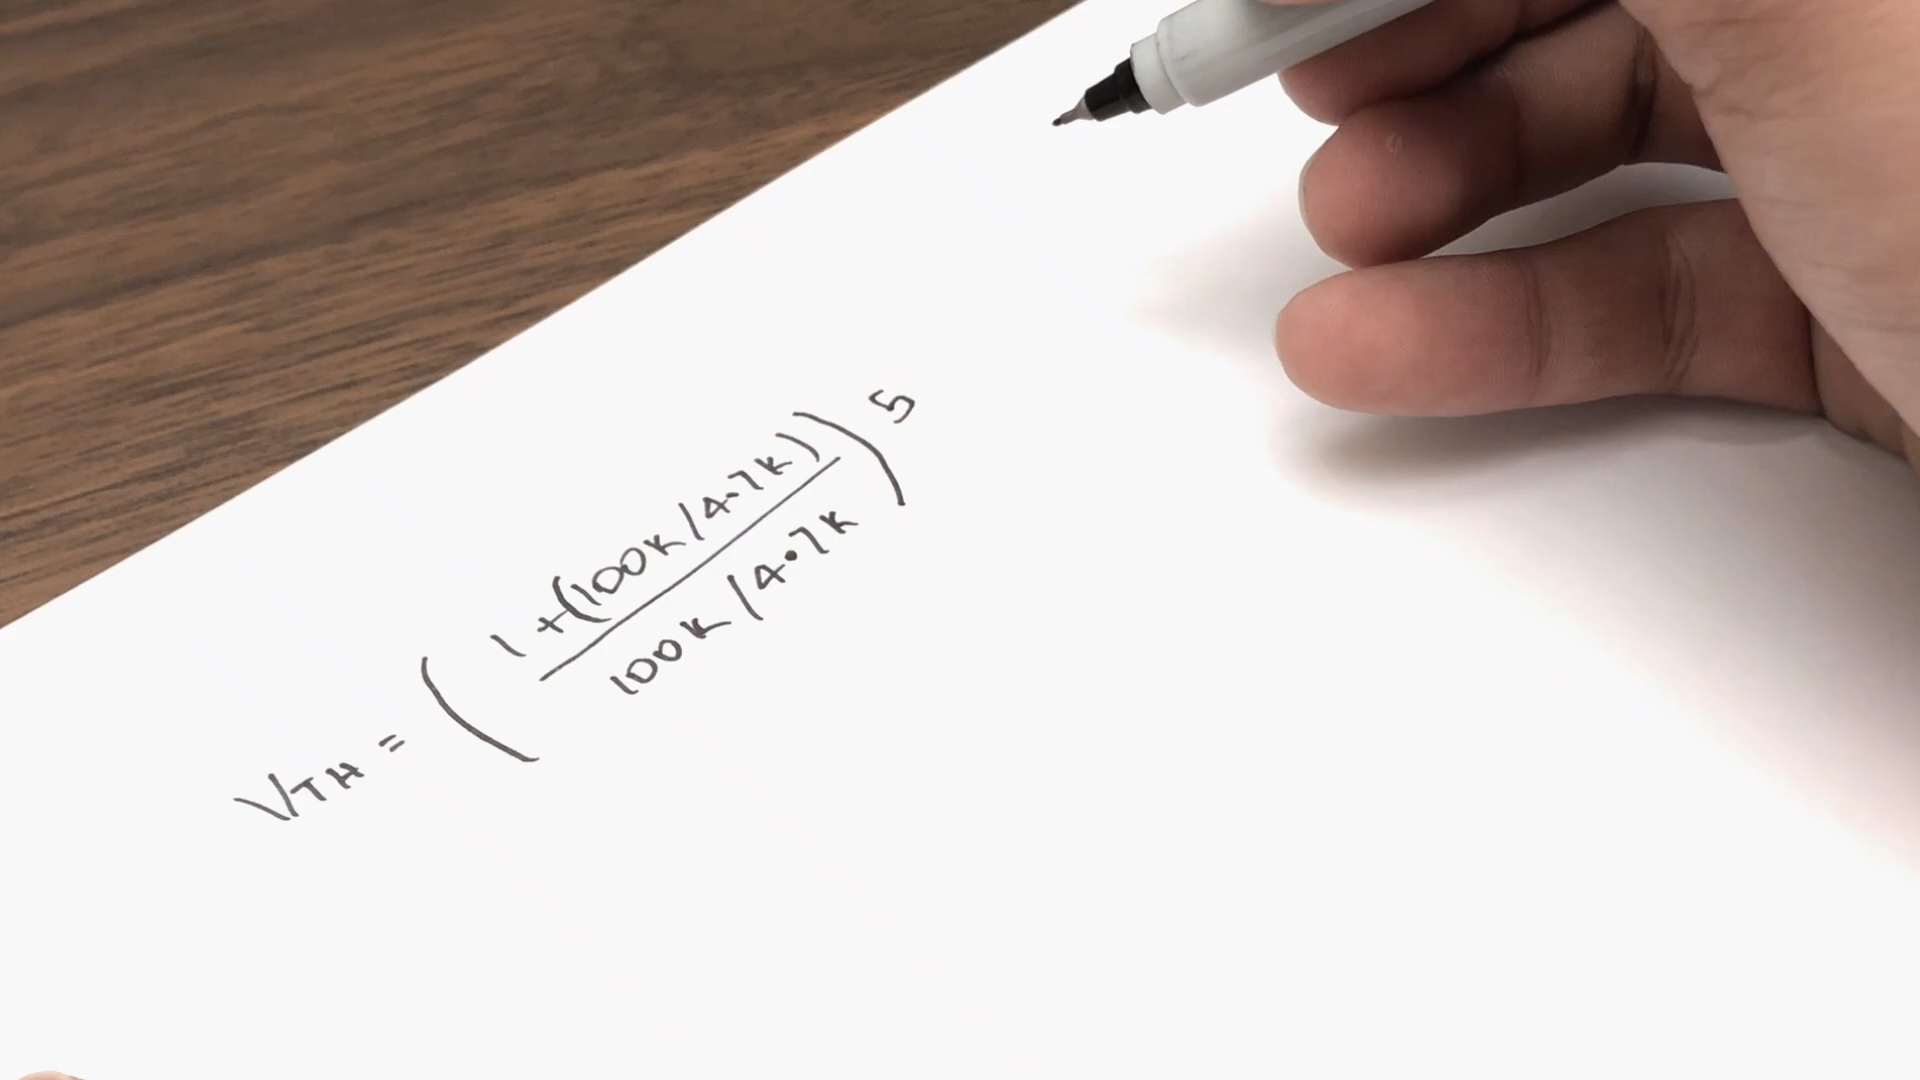 VTH = ( 1 + (100K / 4.7K) / 100K / 4.7K ) 5